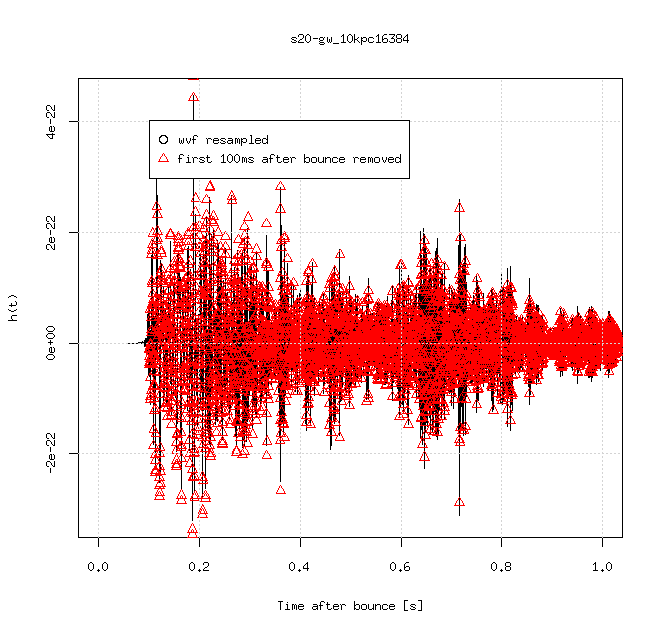 s20-gw_10kpc16384
wvf resampled
first 100ms after bounce removed
h(t)
4e-22
2e-22
0e+00
-2e-22
0.0 0.2 0.4 0.6 0.8 1.0
Time after bounce [s]